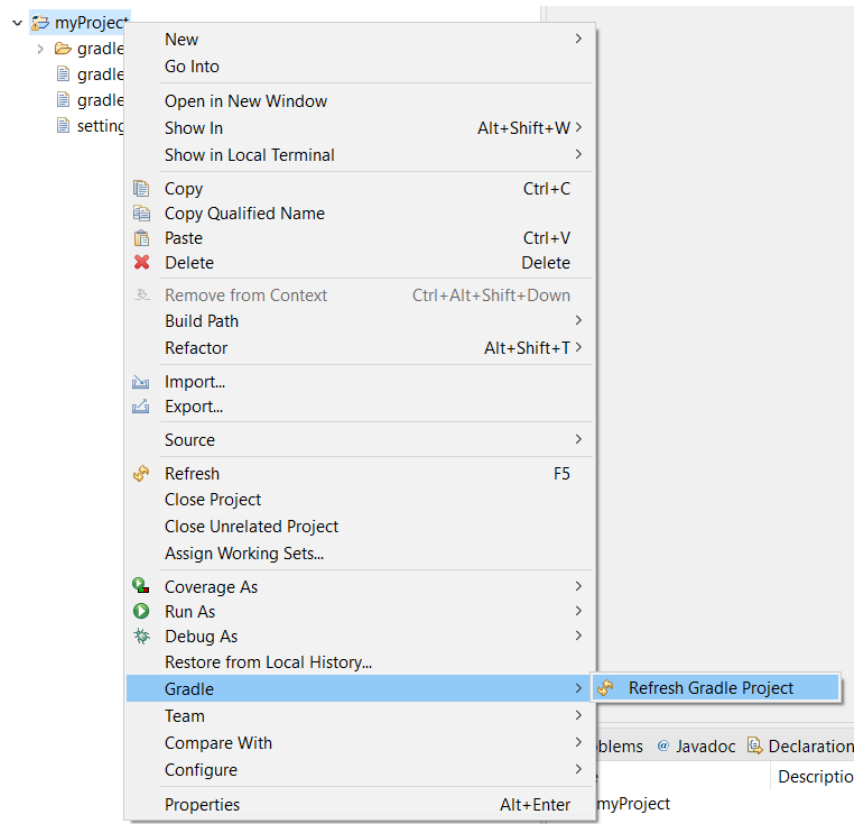 myProject
gradle
gradle
gradle
setting
New
Go Into
Open in New Window
Show In Alt+Shift+W
Show in Local Terminal
Copy Ctrl+C
Copy Qualified Name
Paste Ctrl+V
Delete Delete
Remove from Context Ctrl+Alt+Shift+Down
Build Path
Refactor Alt+Shift+T
Import...
Export...
Source
Refresh F5
Close Project
Close Unrelated Project
Assign Working Sets...
Coverage As
Run As
Debug As
Restore from Local History...
Gradle
Refresh Gradle Project
Team
Compare With
Configure
Properties Alt+Enter
blems @ Javadoc Declaration
Descriptio
myProject